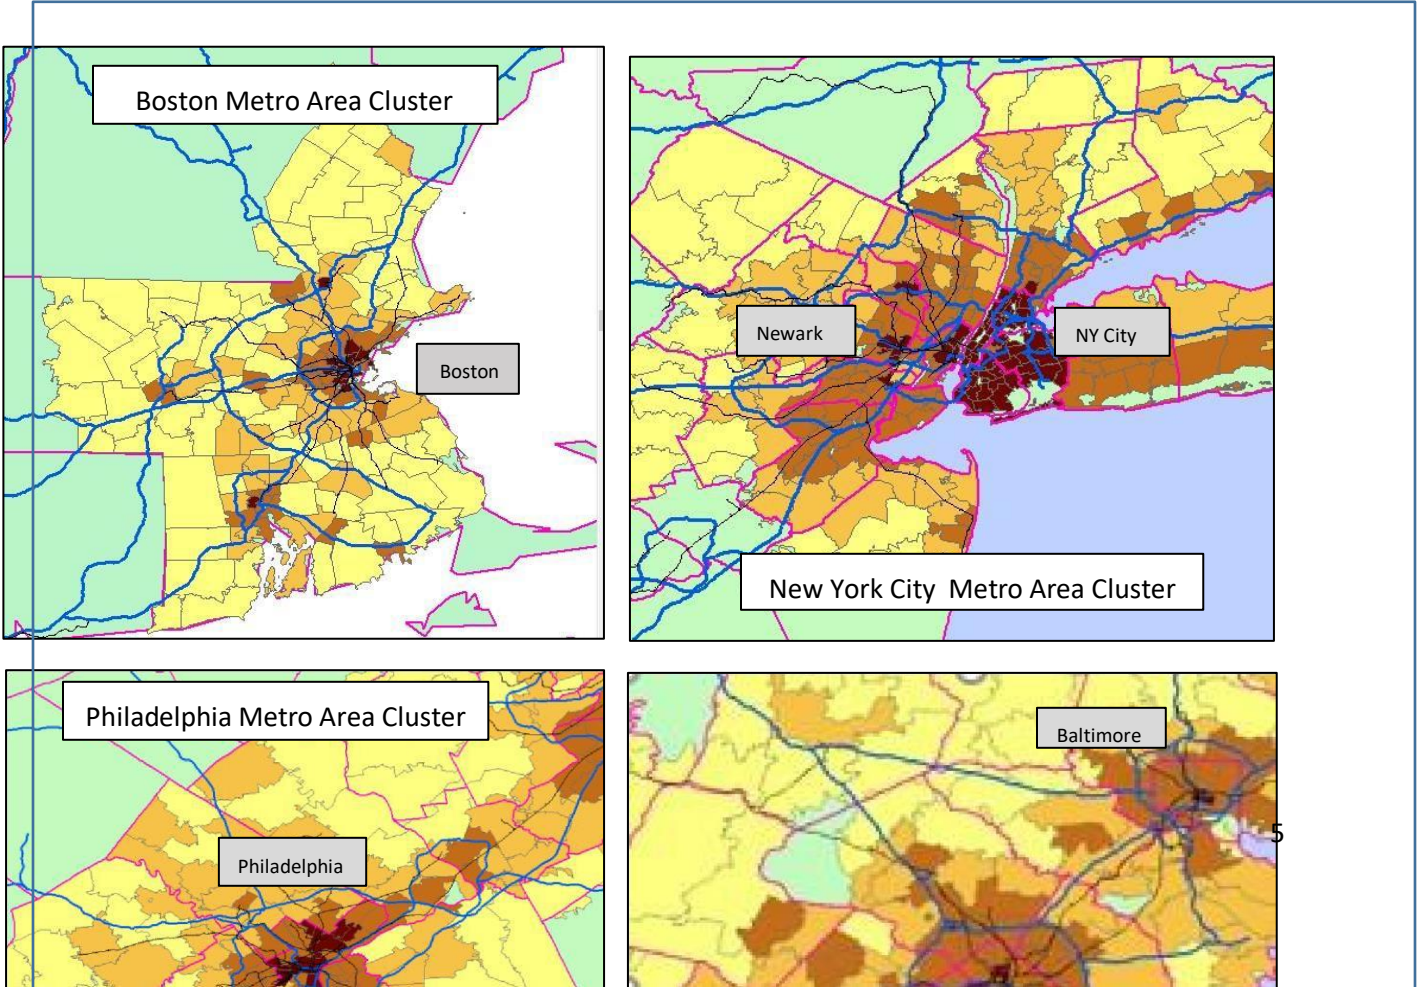 Boston Metro Area Cluster
Boston
Newark
NY City
New York City  Metro Area Cluster
Philadelphia Metro Area Cluster
Philadelphia
Baltimore
5